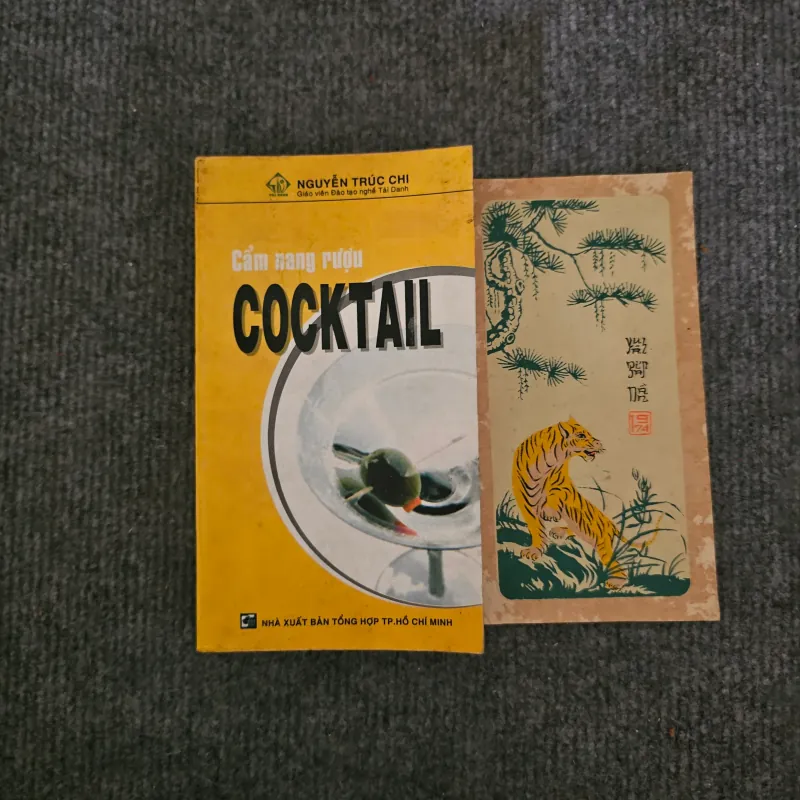 NGUYỄN TRÚC CHI
Giáo viên Đào tạo nghề Tài Danh
Cẩm nang rượu
COCKTAIL
NHÀ XUẤT BẢN TỔNG HỢP TP.HỒ CHÍ MINH